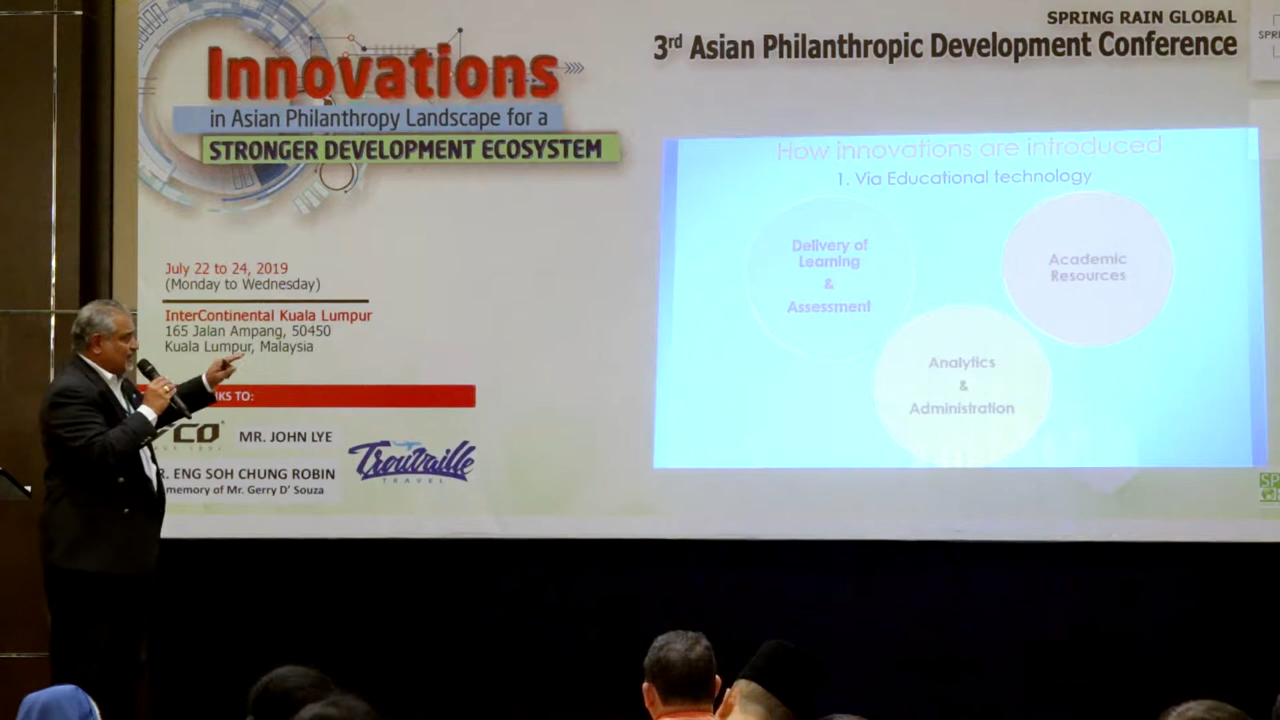 Innovations
in Asian Philanthropy Landscape for a
STRONGER DEVELOPMENT ECOSYSTEM
July 22 to 24, 2019
(Monday to Wednesday)
InterContinental Kuala Lumpur
165 Jalan Ampang, 50450
Kuala Lumpur, Malaysia
TO:
MR. JOHN LYE
ENG SOH CHUNG ROBIN
memory of Mr. Gerry D' Souza
Trouvaille
TRAVEL
SPRING RAIN GLOBAL
3rd Asian Philanthropic Development Conference
How innovations are introduced
1. Via Educational technology
Delivery of
Learning
&
Assessment
Academic
Resources
Analytics
&
Administration